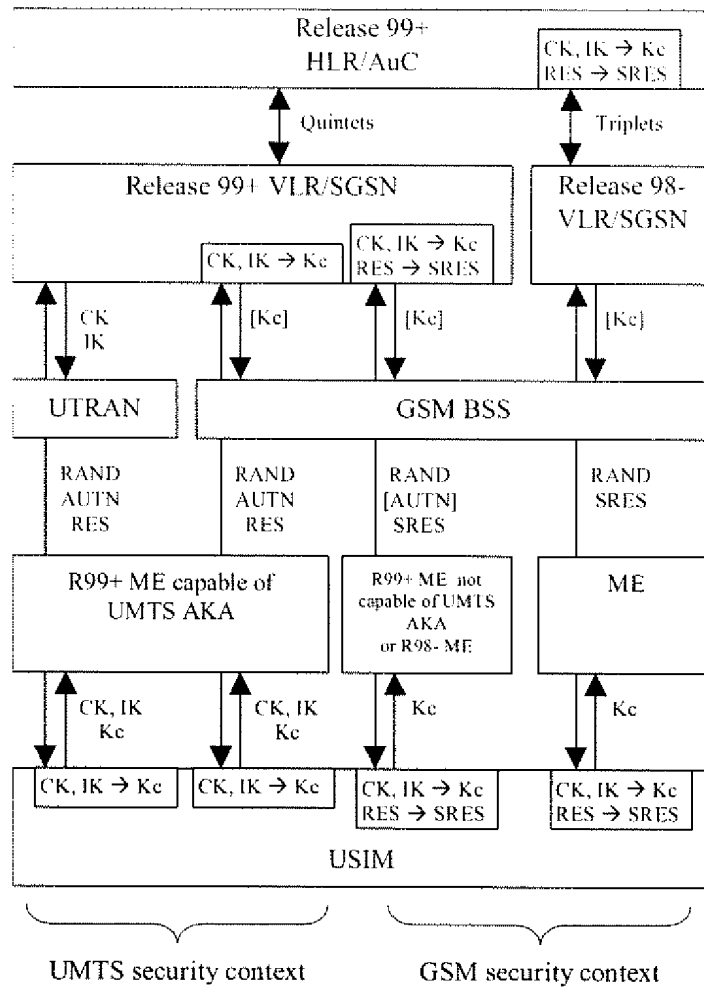 Release 99+
HLR/AuC
CK, IK → Kc
RES → SRES
Quintets
Triplets
Release 99+ VLR/SGSN
Release 98-
VLR/SGSN
CK, IK → Kc
CK, IK → Kc
RES → SRES
CK
IK
[Kc]
[Kc]
[Kc]
UTRAN
GSM BSS
RAND
AUTN
RES
RAND
AUTN
RES
RAND
[AUTN]
SRES
RAND
SRES
R99+ ME capable of
UMTS AKA
R99+ ME not
capable of UMTS
AKA
or R98- ME
ME
CK, IK
Kc
CK, IK
Kc
Kc
Kc
CK, IK → Kc
CK, IK → Kc
CK, IK → Kc
RES → SRES
CK, IK → Kc
RES → SRES
USIM
UMTS security context
GSM security context